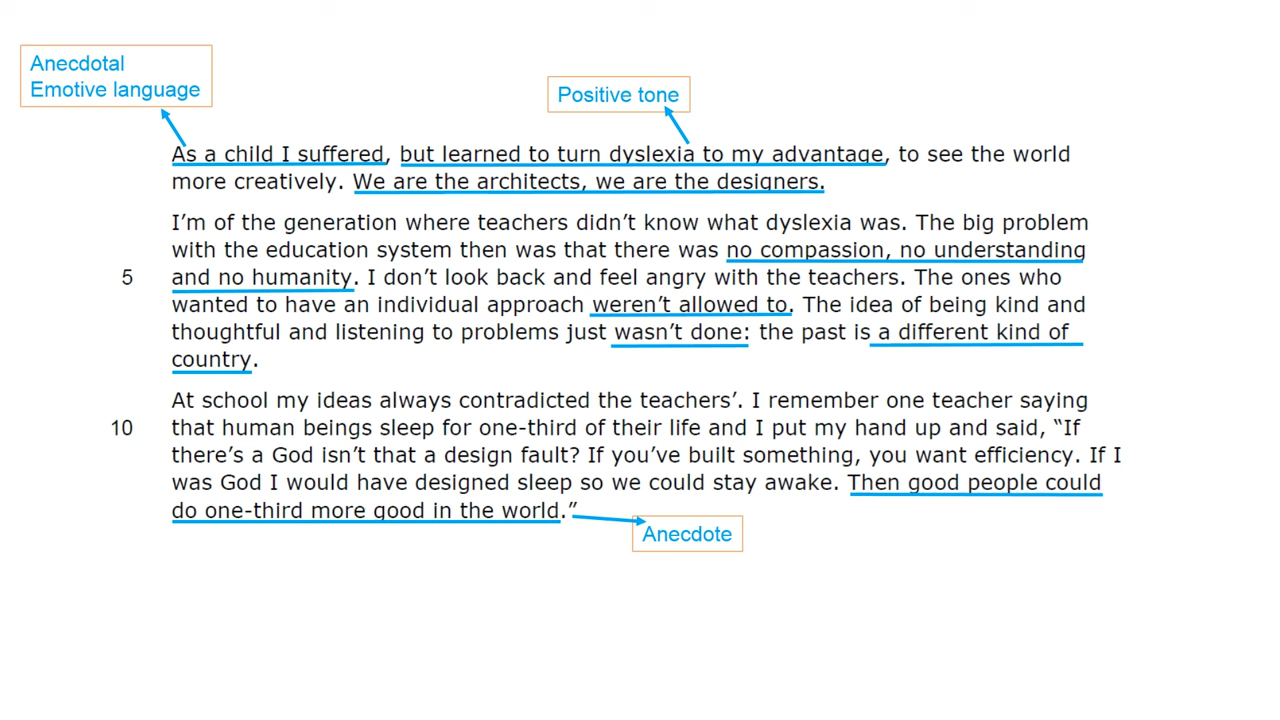 Anecdotal
Emotive language
Positive tone
As a child I suffered, but learned to turn dyslexia to my advantage, to see the world
more creatively. We are the architects, we are the designers.
I’m of the generation where teachers didn’t know what dyslexia was. The big problem
with the education system then was that there was no compassion, no understanding
5 and no humanity. I don’t look back and feel angry with the teachers. The ones who
wanted to have an individual approach weren’t allowed to. The idea of being kind and
thoughtful and listening to problems just wasn’t done: the past is a different kind of
country.
At school my ideas always contradicted the teachers’. I remember one teacher saying
10 that human beings sleep for one-third of their life and I put my hand up and said, “If
there’s a God isn’t that a design fault? If you’ve built something, you want efficiency. If I
was God I would have designed sleep so we could stay awake. Then good people could
do one-third more good in the world.”
Anecdote